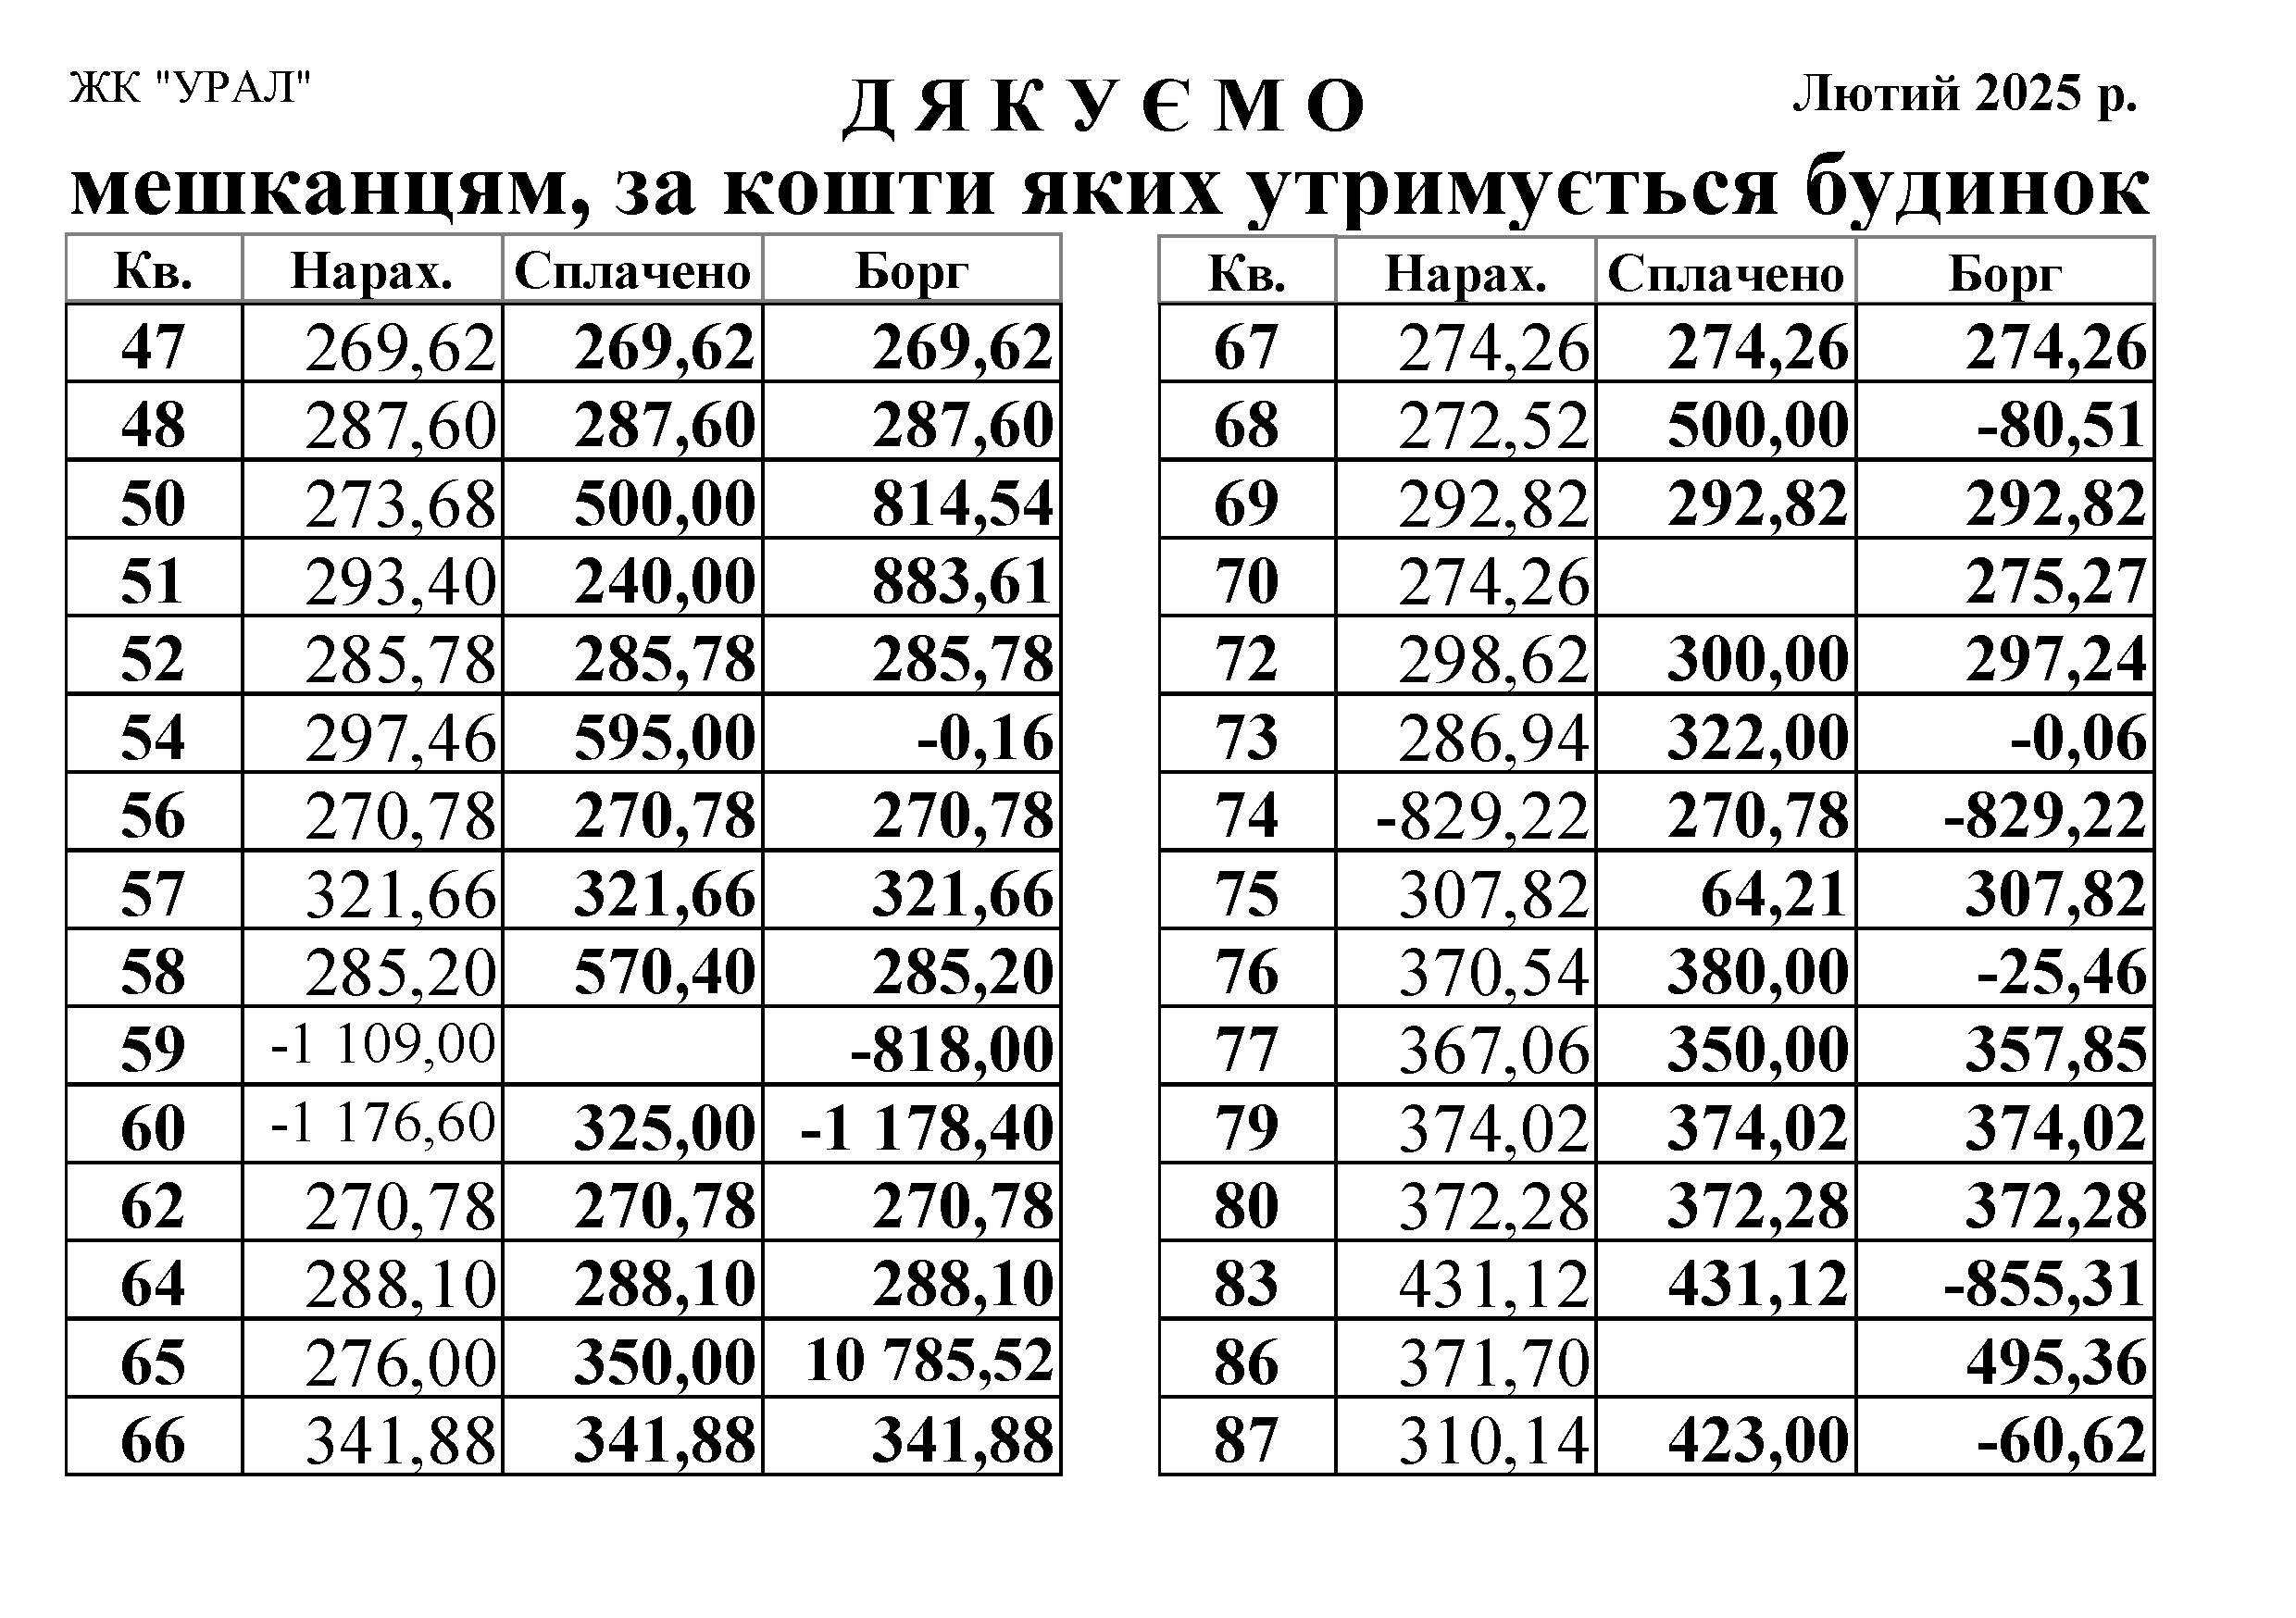 ЖК "УРАЛ"
Д Я К У Є М О
Лютий 2025 р.
мешканцям, за кошти яких утримується будинок
Кв. Нарах. Сплачено Борг
47 269,62 269,62 269,62
48 287,60 287,60 287,60
50 273,68 500,00 814,54
51 293,40 240,00 883,61
52 285,78 285,78 285,78
54 297,46 595,00 -0,16
56 270,78 270,78 270,78
57 321,66 321,66 321,66
58 285,20 570,40 285,20
59 -1 109,00 -818,00
60 -1 176,60 325,00 -1 178,40
62 270,78 270,78 270,78
64 288,10 288,10 288,10
65 276,00 350,00 10 785,52
66 341,88 341,88 341,88
Кв. Нарах. Сплачено Борг
67 274,26 274,26 274,26
68 272,52 500,00 -80,51
69 292,82 292,82 292,82
70 274,26 275,27
72 298,62 300,00 297,24
73 286,94 322,00 -0,06
74 -829,22 270,78 -829,22
75 307,82 64,21 307,82
76 370,54 380,00 -25,46
77 367,06 350,00 357,85
79 374,02 374,02 374,02
80 372,28 372,28 372,28
83 431,12 431,12 -855,31
86 371,70 495,36
87 310,14 423,00 -60,62